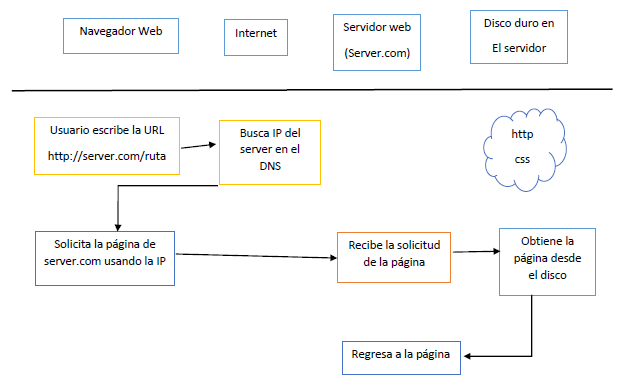 Navegador Web
Internet
Servidor web
(Server.com)
Disco duro en
El servidor
Usuario escribe la URL
http://server.com/ruta
Busca IP del
server en el
DNS
http
css
Solicita la página de
server.com usando la IP
Recibe la solicitud
de la página
Obtiene la
página desde
el disco
Regresa a la página